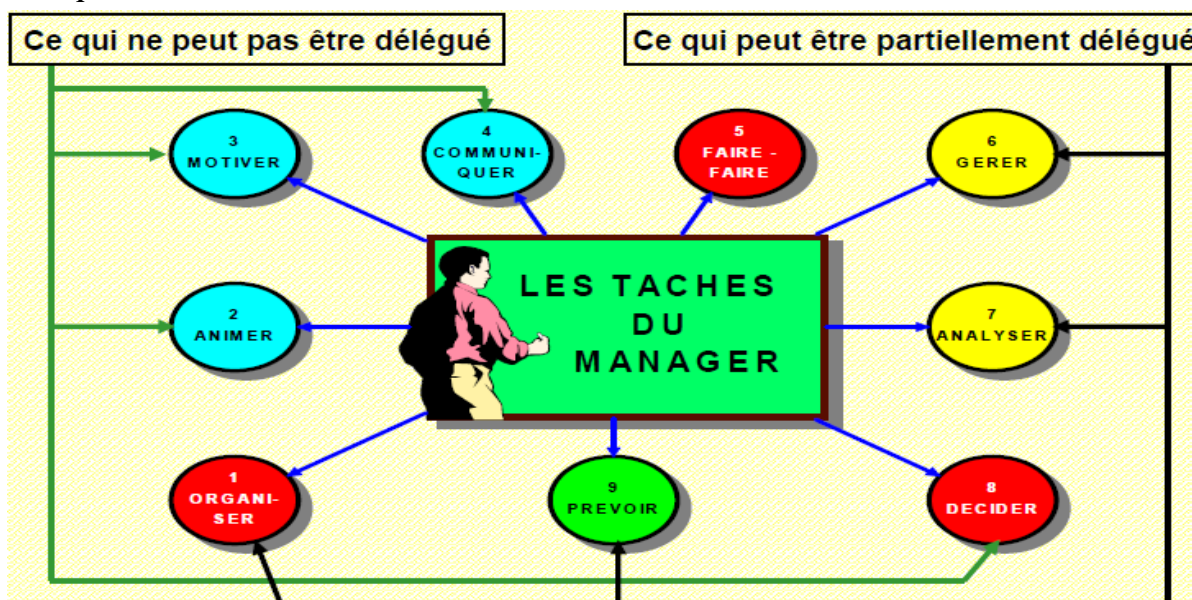 Ce qui ne peut pas être délégué
Ce qui peut être partiellement délégué
3
MOTIVER
4
COMMUNI-
QUER
5
FAIRE -
FAIRE
6
GERER
LES TACHES
DU
MANAGER
2
ANIMER
7
ANALYSER
1
ORGANI-
SER
9
PREVOIR
8
DECIDER